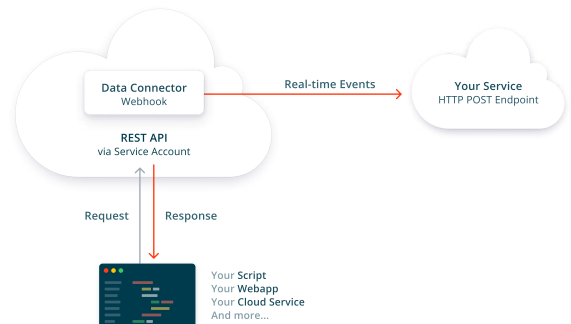 Data Connector
Webhook
Real-time Events
Your Service
HTTP POST Endpoint
REST API
via Service Account
Request
Response
Your Script
Your Webapp
Your Cloud Service
And more...